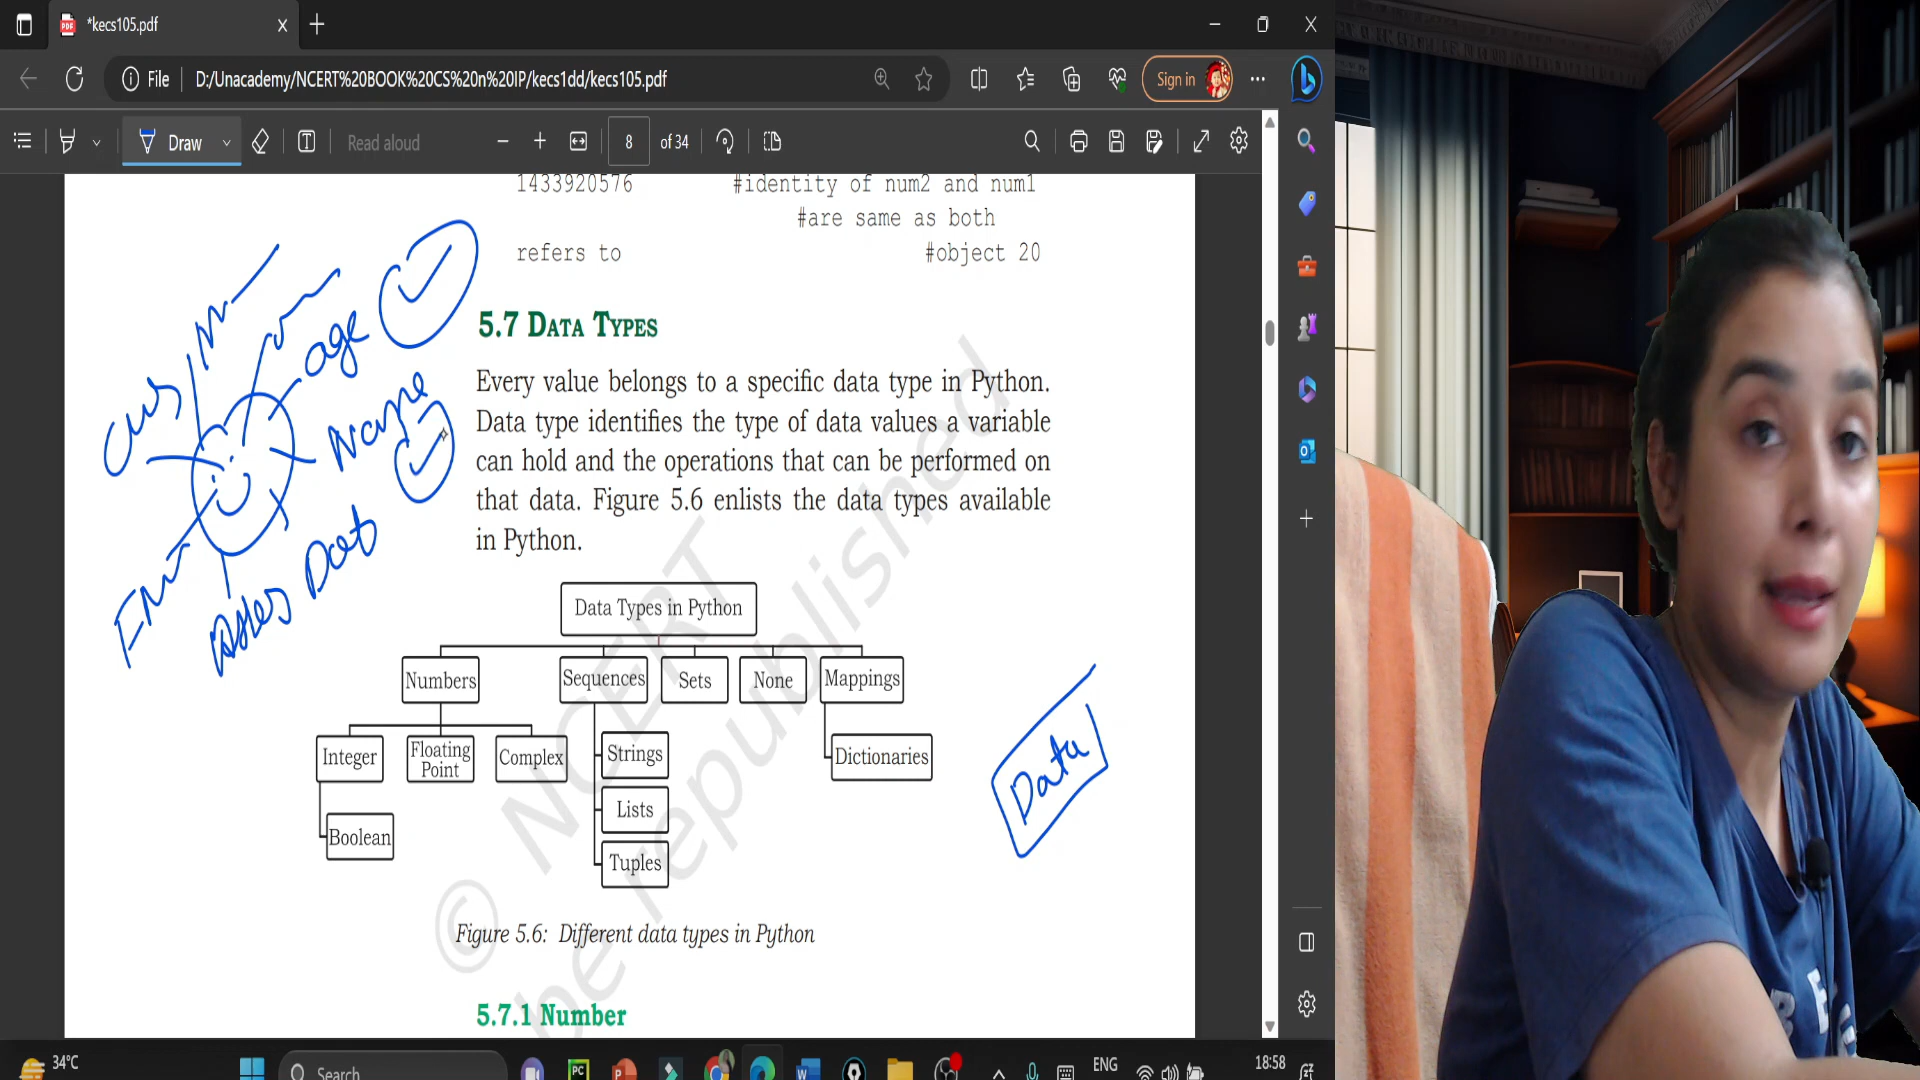 *kecs105.pdf
File D:/Unacademy/NCERT%20BOOK%20CS%20n%20IP/kecs1dd/kecs105.pdf
Sign in
Draw
Read aloud
8 of 34
1433920576 #identity of num2 and num1
#are same as both
refers to #object 20
age
Name
Data
5.7 DATA TYPES
Every value belongs to a specific data type in Python.
Data type identifies the type of data values a variable
can hold and the operations that can be performed on
that data. Figure 5.6 enlists the data types available
in Python.
Data Types in Python
Numbers Sequences Sets None Mappings
Integer Floating Point Complex Strings Dictionaries
Lists
Boolean
Tuples
Figure 5.6: Different data types in Python
5.7.1 Number
© NCERT
be republished
34°C
Search
PC
ENG
18:58